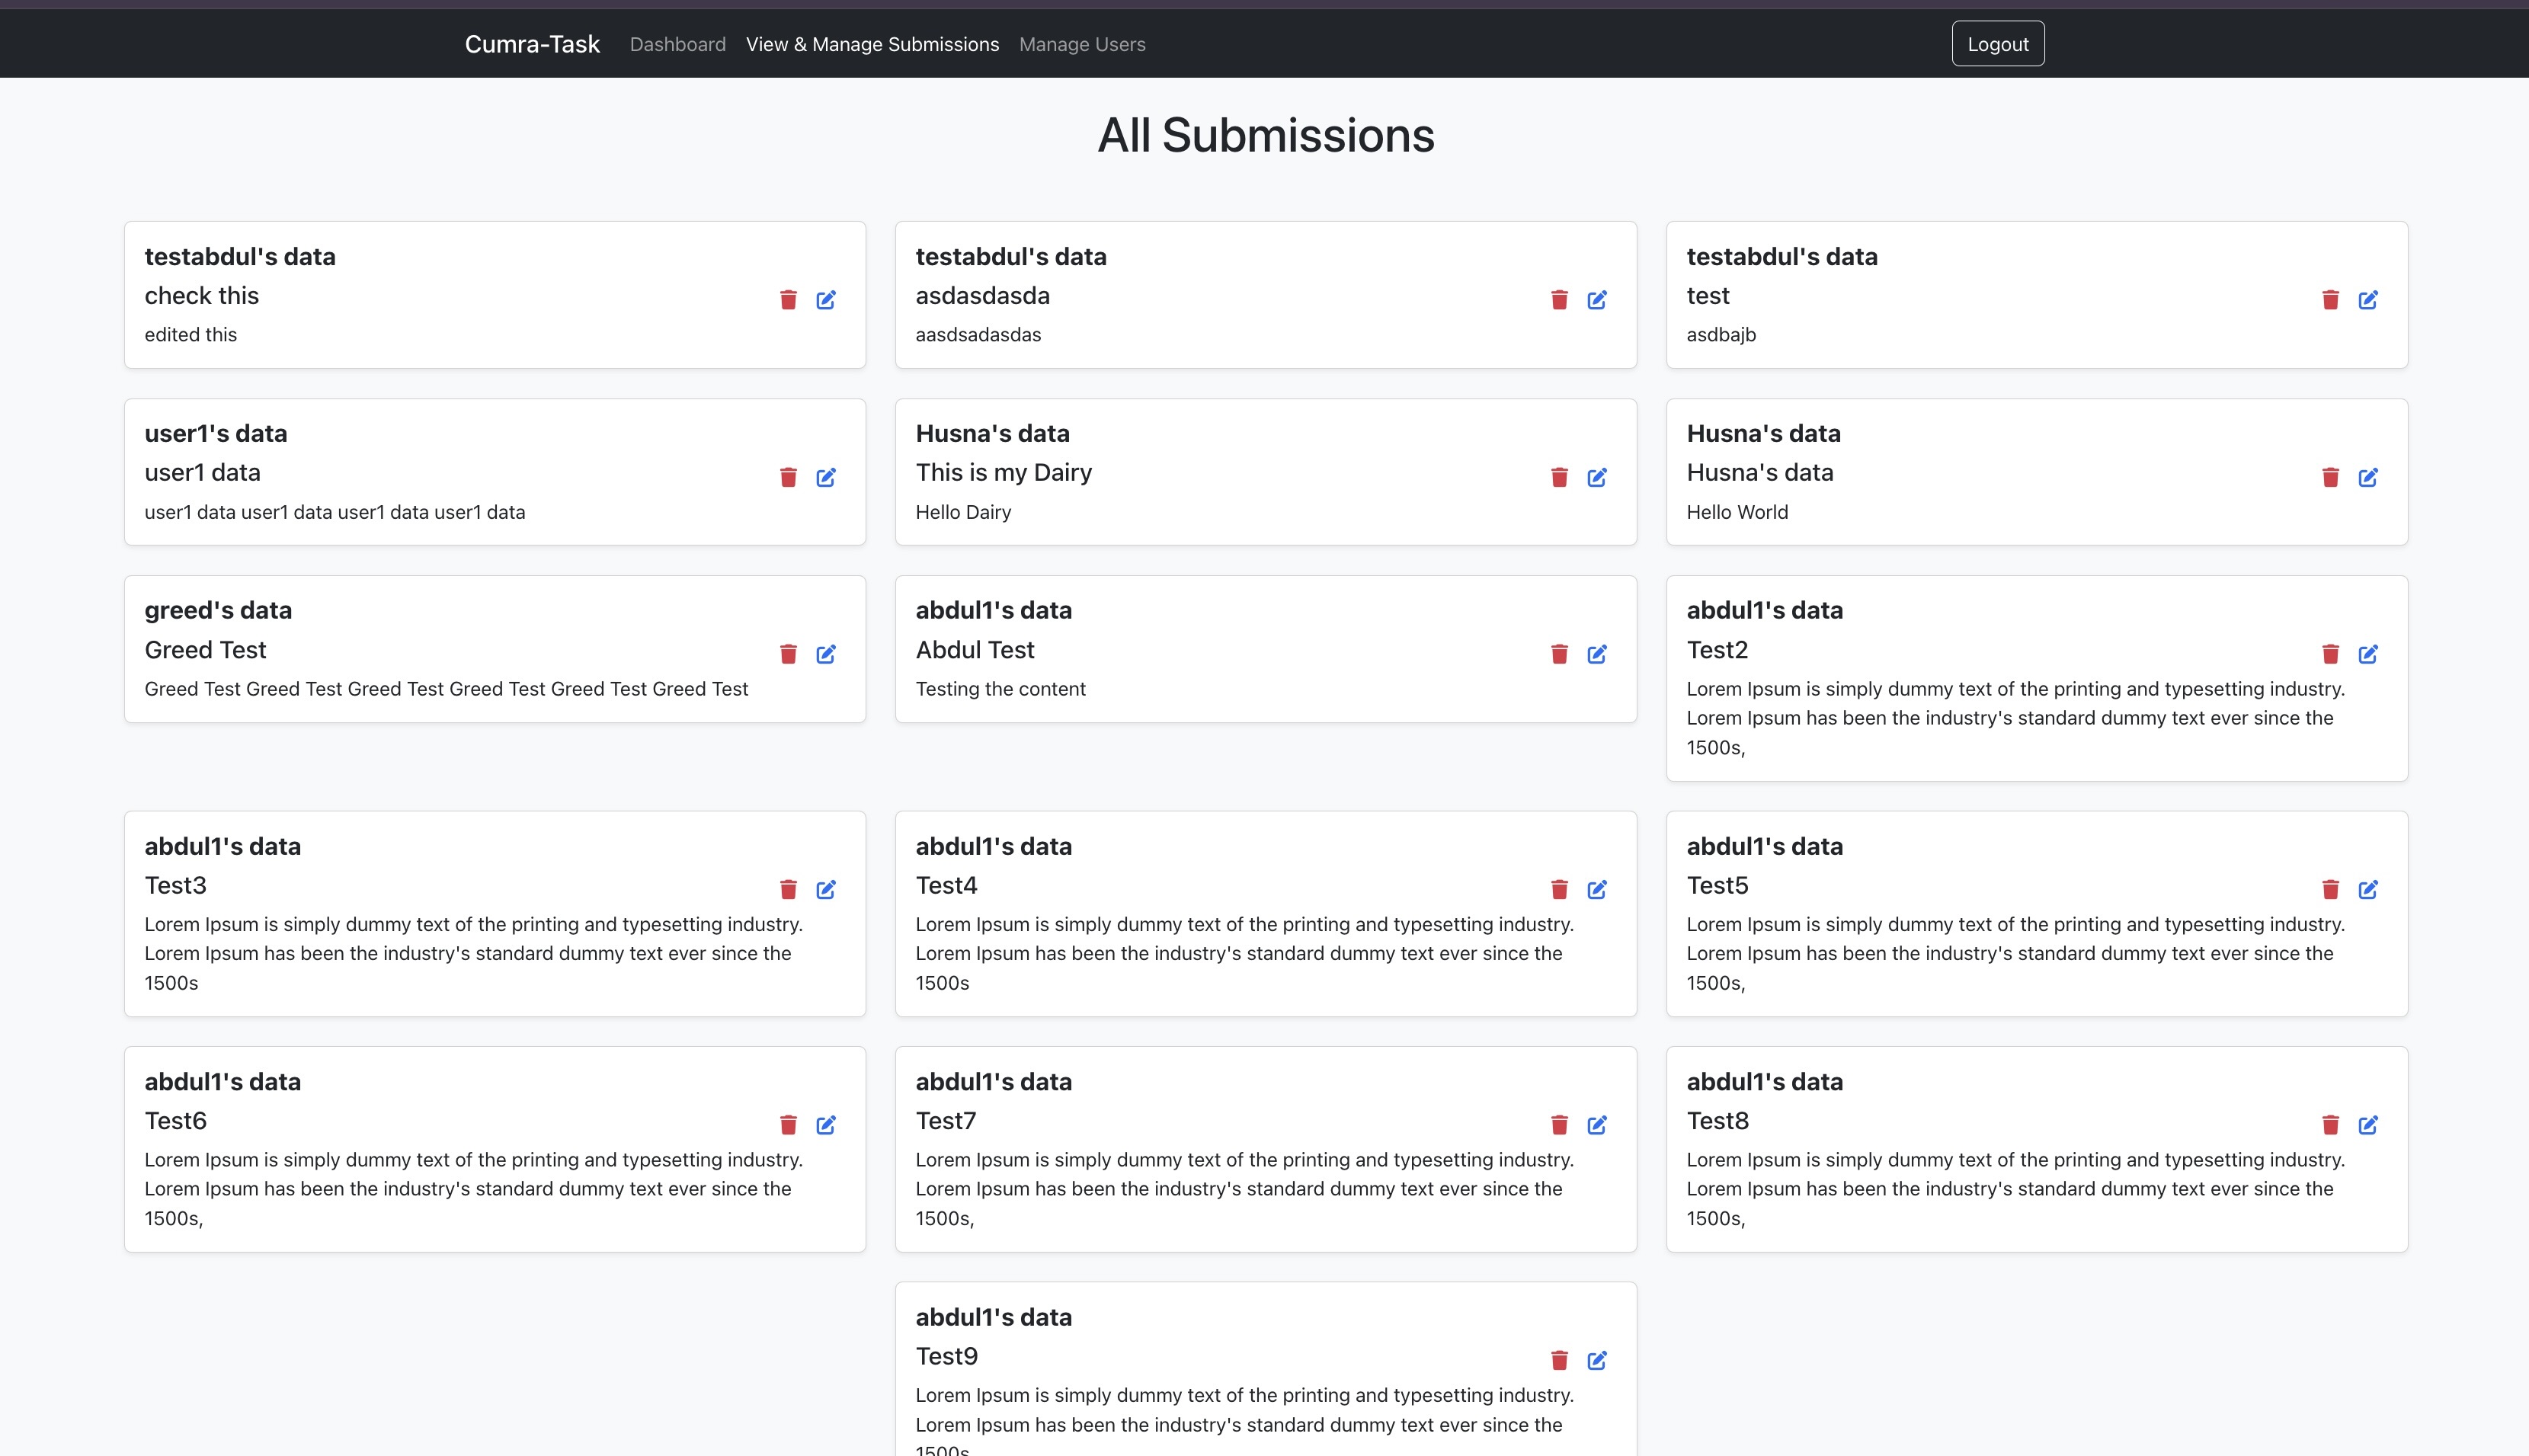 Cumra-Task Dashboard View & Manage Submissions Manage Users Logout
All Submissions
testabdul's data
check this
edited this
testabdul's data
asdasdasda
aasdsadasdas
testabdul's data
test
asdbajb
user1's data
user1 data
user1 data user1 data user1 data user1 data
Husna's data
This is my Dairy
Hello Dairy
Husna's data
Husna's data
Hello World
greed's data
Greed Test
Greed Test Greed Test Greed Test Greed Test Greed Test Greed Test
abdul1's data
Abdul Test
Testing the content
abdul1's data
Test2
Lorem Ipsum is simply dummy text of the printing and typesetting industry.
Lorem Ipsum has been the industry's standard dummy text ever since the
1500s,
abdul1's data
Test3
Lorem Ipsum is simply dummy text of the printing and typesetting industry.
Lorem Ipsum has been the industry's standard dummy text ever since the
1500s
abdul1's data
Test4
Lorem Ipsum is simply dummy text of the printing and typesetting industry.
Lorem Ipsum has been the industry's standard dummy text ever since the
1500s
abdul1's data
Test5
Lorem Ipsum is simply dummy text of the printing and typesetting industry.
Lorem Ipsum has been the industry's standard dummy text ever since the
1500s,
abdul1's data
Test6
Lorem Ipsum is simply dummy text of the printing and typesetting industry.
Lorem Ipsum has been the industry's standard dummy text ever since the
1500s,
abdul1's data
Test7
Lorem Ipsum is simply dummy text of the printing and typesetting industry.
Lorem Ipsum has been the industry's standard dummy text ever since the
1500s,
abdul1's data
Test8
Lorem Ipsum is simply dummy text of the printing and typesetting industry.
Lorem Ipsum has been the industry's standard dummy text ever since the
1500s,
abdul1's data
Test9
Lorem Ipsum is simply dummy text of the printing and typesetting industry.
Lorem Ipsum has been the industry's standard dummy text ever since the
1500s